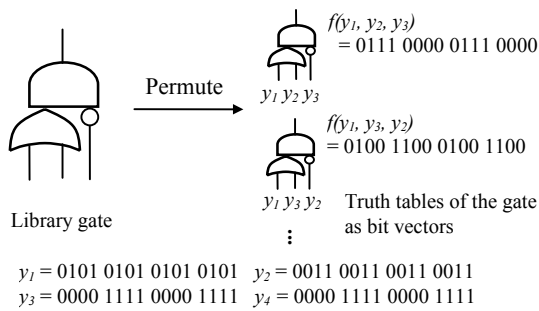 f(y1, y2, y3)
= 0111 0000 0111 0000
Permute
y1 y2 y3
f(y1, y3, y2)
= 0100 1100 0100 1100
y1 y3 y2
Truth tables of the gate
as bit vectors
Library gate
y1 = 0101 0101 0101 0101 y2 = 0011 0011 0011 0011
y3 = 0000 1111 0000 1111 y4 = 0000 1111 0000 1111